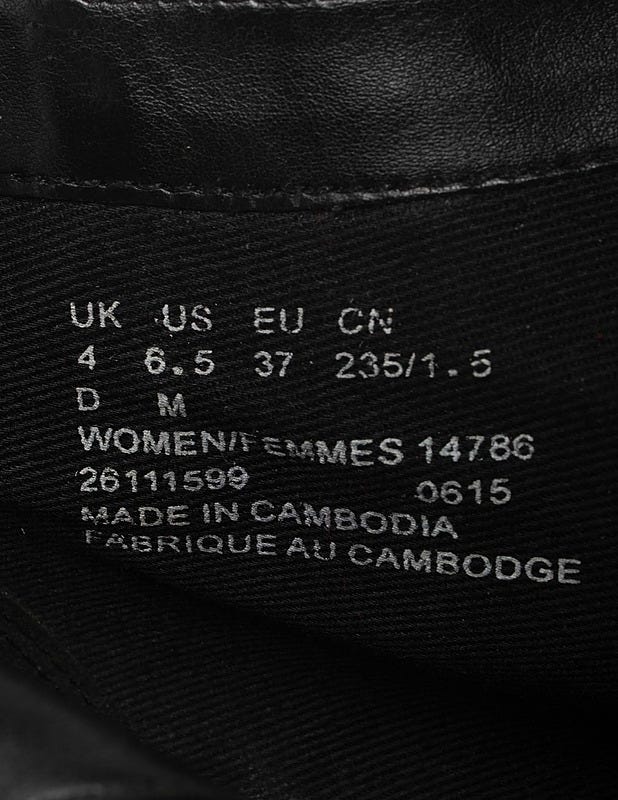 UK US EU CN
4 6.5 37 235/1.5
D M
WOMEN/FEMMES 14786
26111599 0615
MADE IN CAMBODIA
FABRIQUE AU CAMBODGE